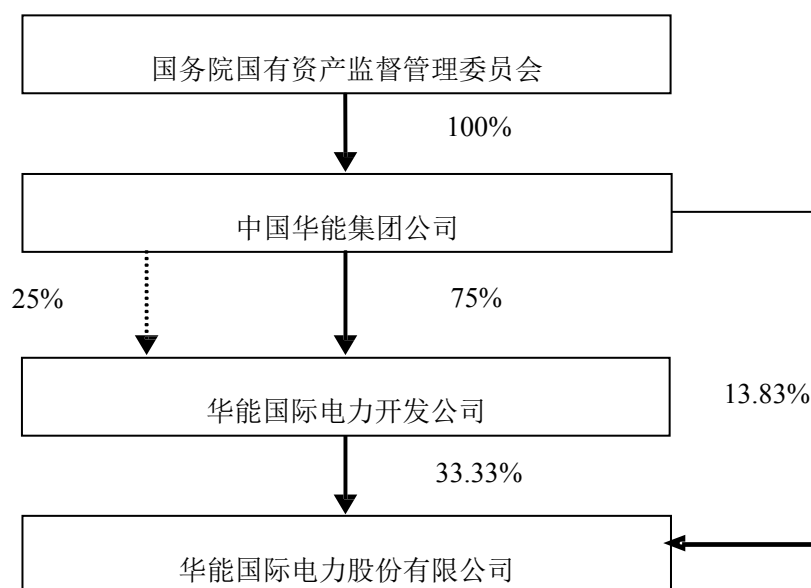 国务院国有资产监督管理委员会
100%
中国华能集团公司
25%
75%
华能国际电力开发公司
13.83%
33.33%
华能国际电力股份有限公司